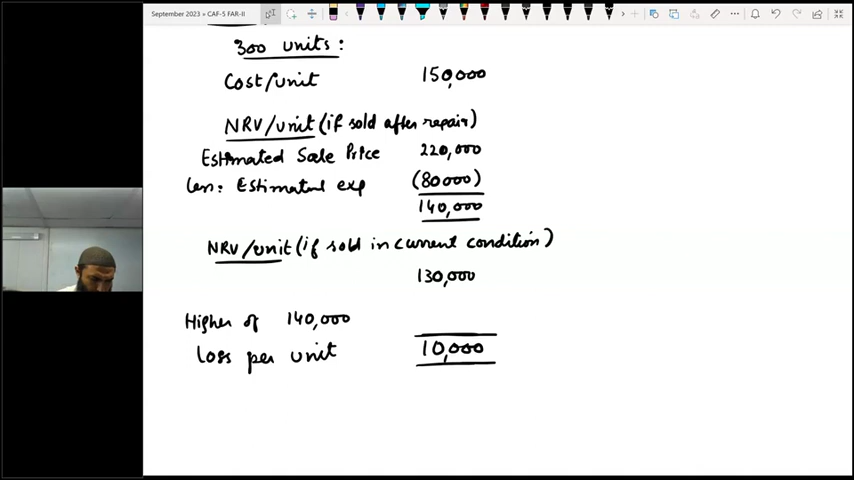 September 2023 » CAF-5 FAR-II
300 units:
Cost/unit 150,000
NRV/unit (if sold after repair)
Estimated Sale Price 220,000
Less: Estimated exp (80000)
140,000
NRV/unit (if sold in current condition)
130,000
Higher of 140,000
Loss per unit 10,000